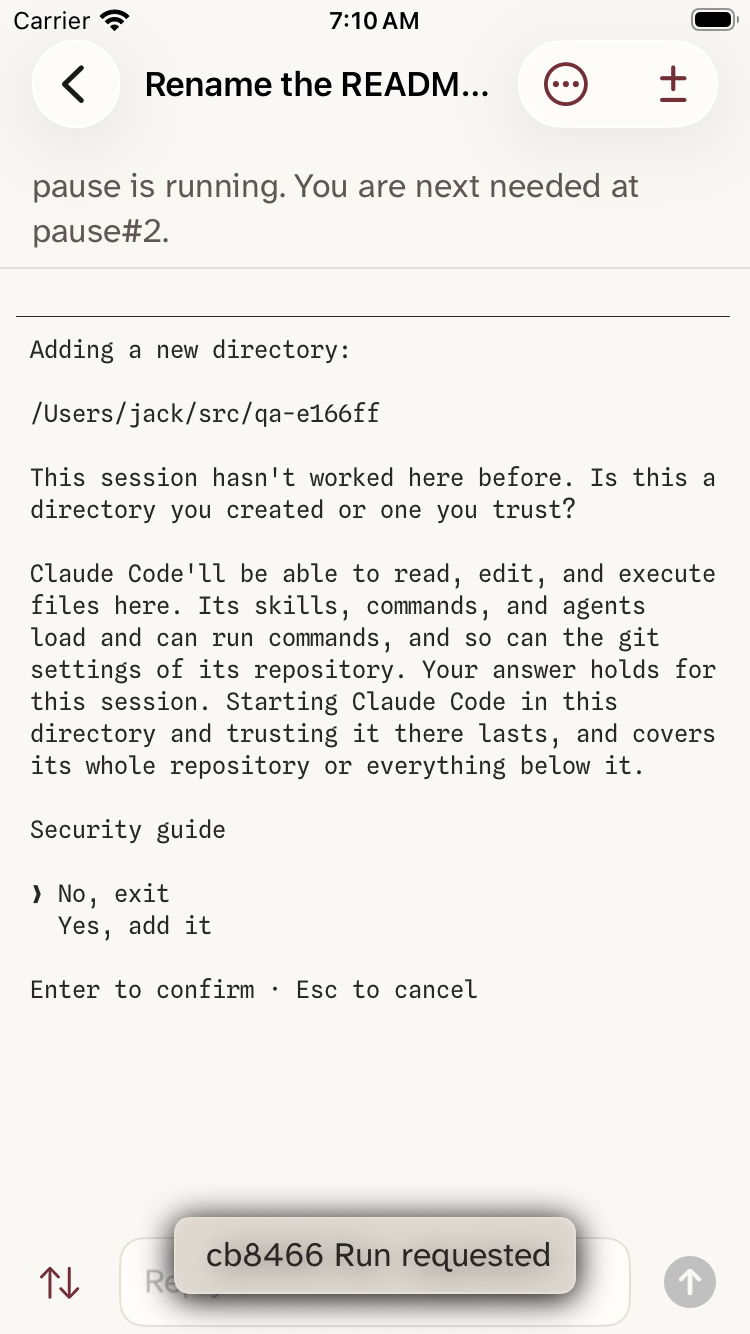 Carrier 7:10 AM
Rename the READM...
pause is running. You are next needed at
pause#2.
Adding a new directory:
/Users/jack/src/qa-e166ff
This session hasn't worked here before. Is this a
directory you created or one you trust?
Claude Code'll be able to read, edit, and execute
files here. Its skills, commands, and agents
load and can run commands, and so can the git
settings of its repository. Your answer holds for
this session. Starting Claude Code in this
directory and trusting it there lasts, and covers
its whole repository or everything below it.
Security guide
❯ No, exit
Yes, add it
Enter to confirm · Esc to cancel
cb8466 Run requested